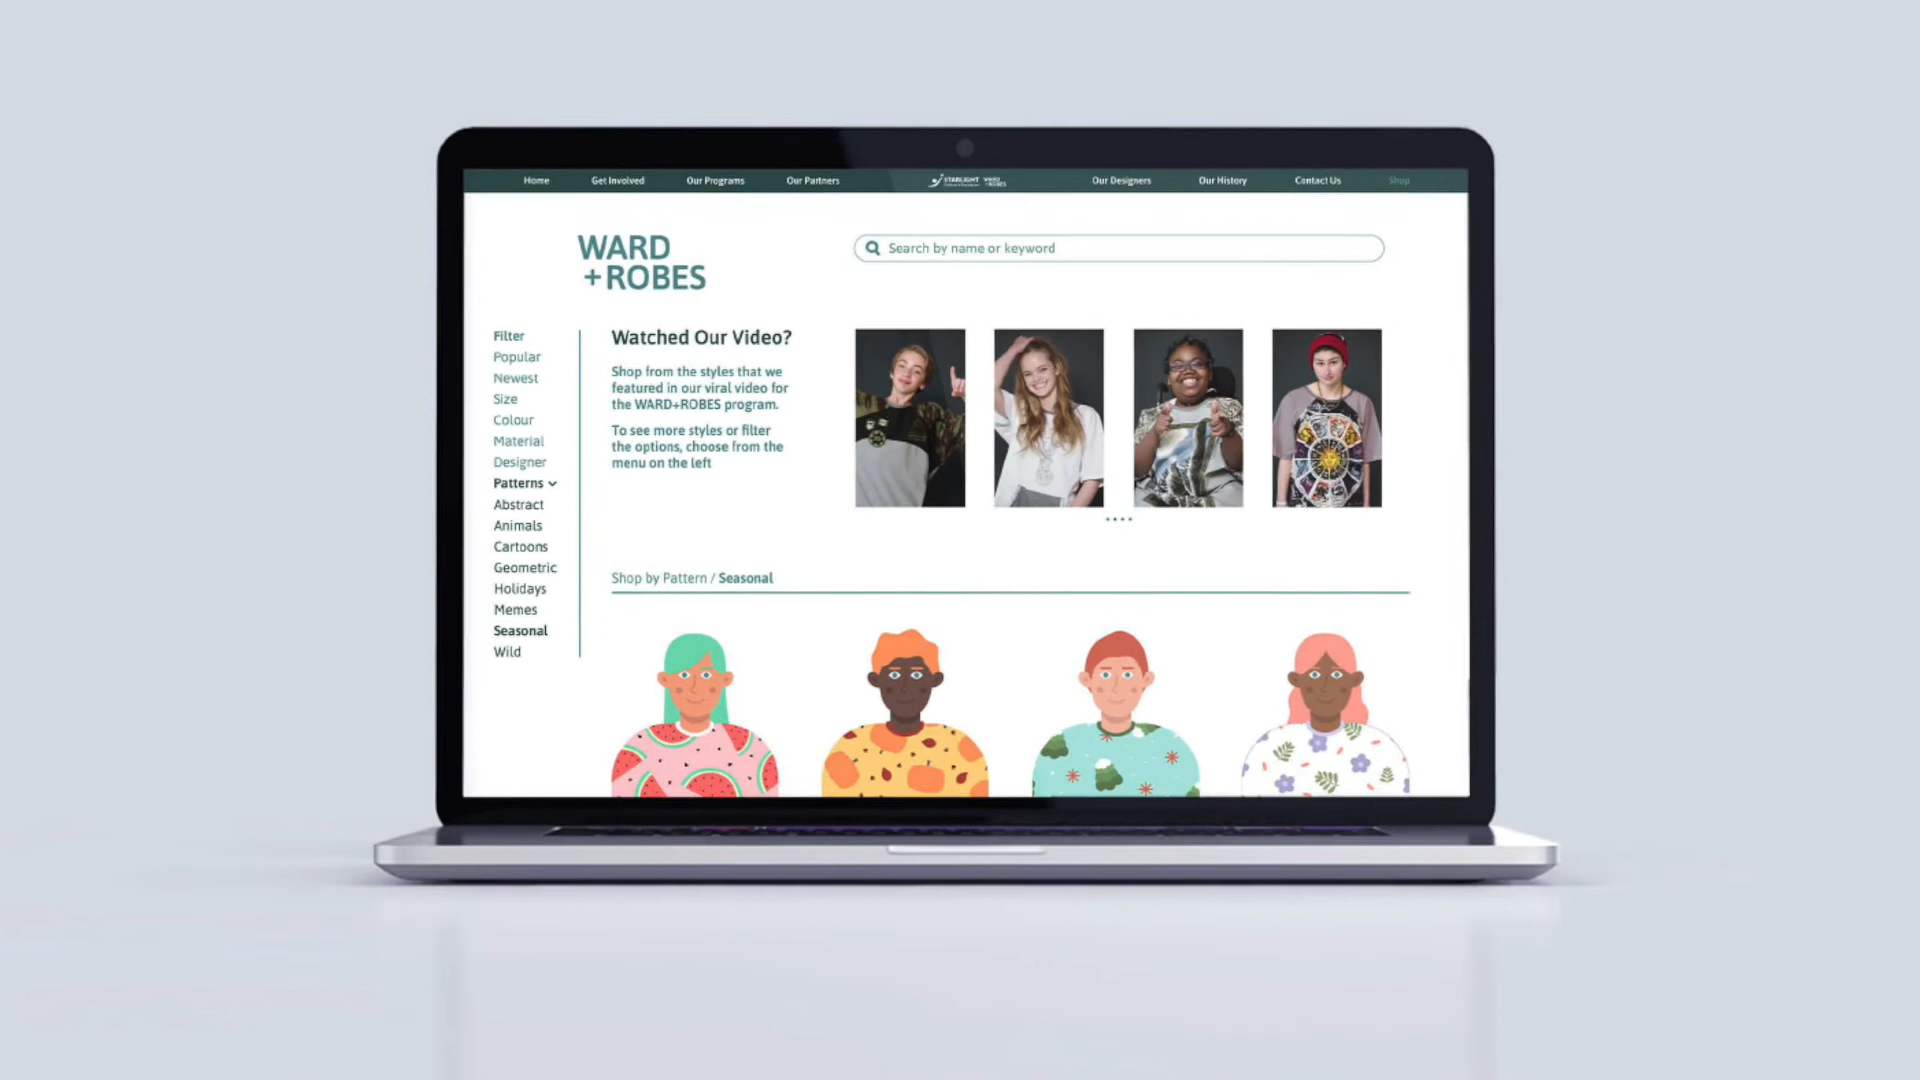 Home Get Involved Our Programs Our Partners STARLIGHT WARD +ROBES Our Designers Our History Contact Us Shop
WARD
+ROBES
Search by name or keyword
Filter
Popular
Newest
Size
Colour
Material
Designer
Patterns
Abstract
Animals
Cartoons
Geometric
Holidays
Memes
Seasonal
Wild
Watched Our Video?
Shop from the styles that we
featured in our viral video for
the WARD+ROBES program.
To see more styles or filter
the options, choose from the
menu on the left
Shop by Pattern / Seasonal